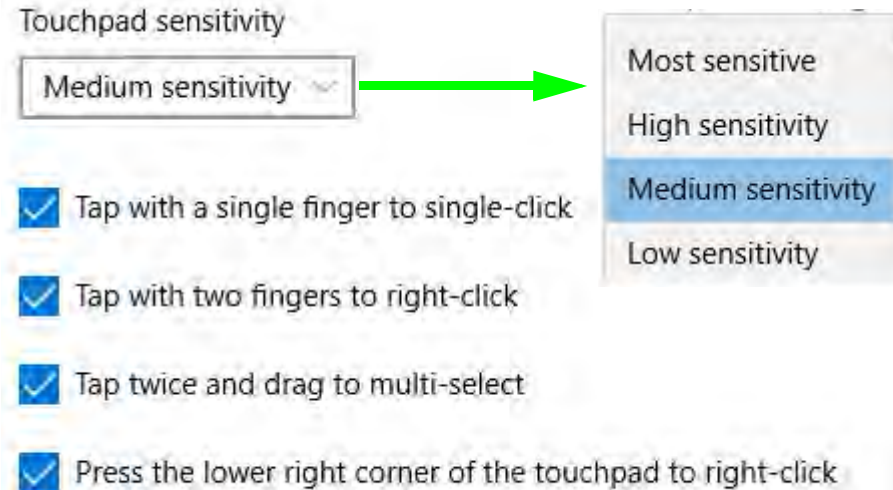 Touchpad sensitivity
Medium sensitivity
Most sensitive
High sensitivity
Medium sensitivity
Low sensitivity
Tap with a single finger to single-click
Tap with two fingers to right-click
Tap twice and drag to multi-select
Press the lower right corner of the touchpad to right-click